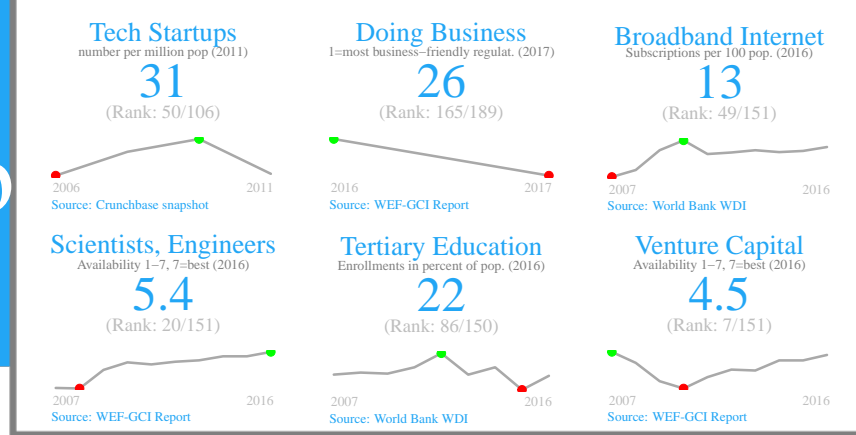 Tech Startups
number per million pop (2011)
31
(Rank: 50/106)
2006 2011
Source: Crunchbase snapshot
Doing Business
1=most business–friendly regulat. (2017)
26
(Rank: 165/189)
2016 2017
Source: WEF-GCI Report
Broadband Internet
Subscriptions per 100 pop. (2016)
13
(Rank: 49/151)
2007 2016
Source: World Bank WDI
Scientists, Engineers
Availability 1–7, 7=best (2016)
5.4
(Rank: 20/151)
2007 2016
Source: WEF-GCI Report
Tertiary Education
Enrollments in percent of pop. (2016)
22
(Rank: 86/150)
2007 2016
Source: World Bank WDI
Venture Capital
Availability 1–7, 7=best (2016)
4.5
(Rank: 7/151)
2007 2016
Source: WEF-GCI Report